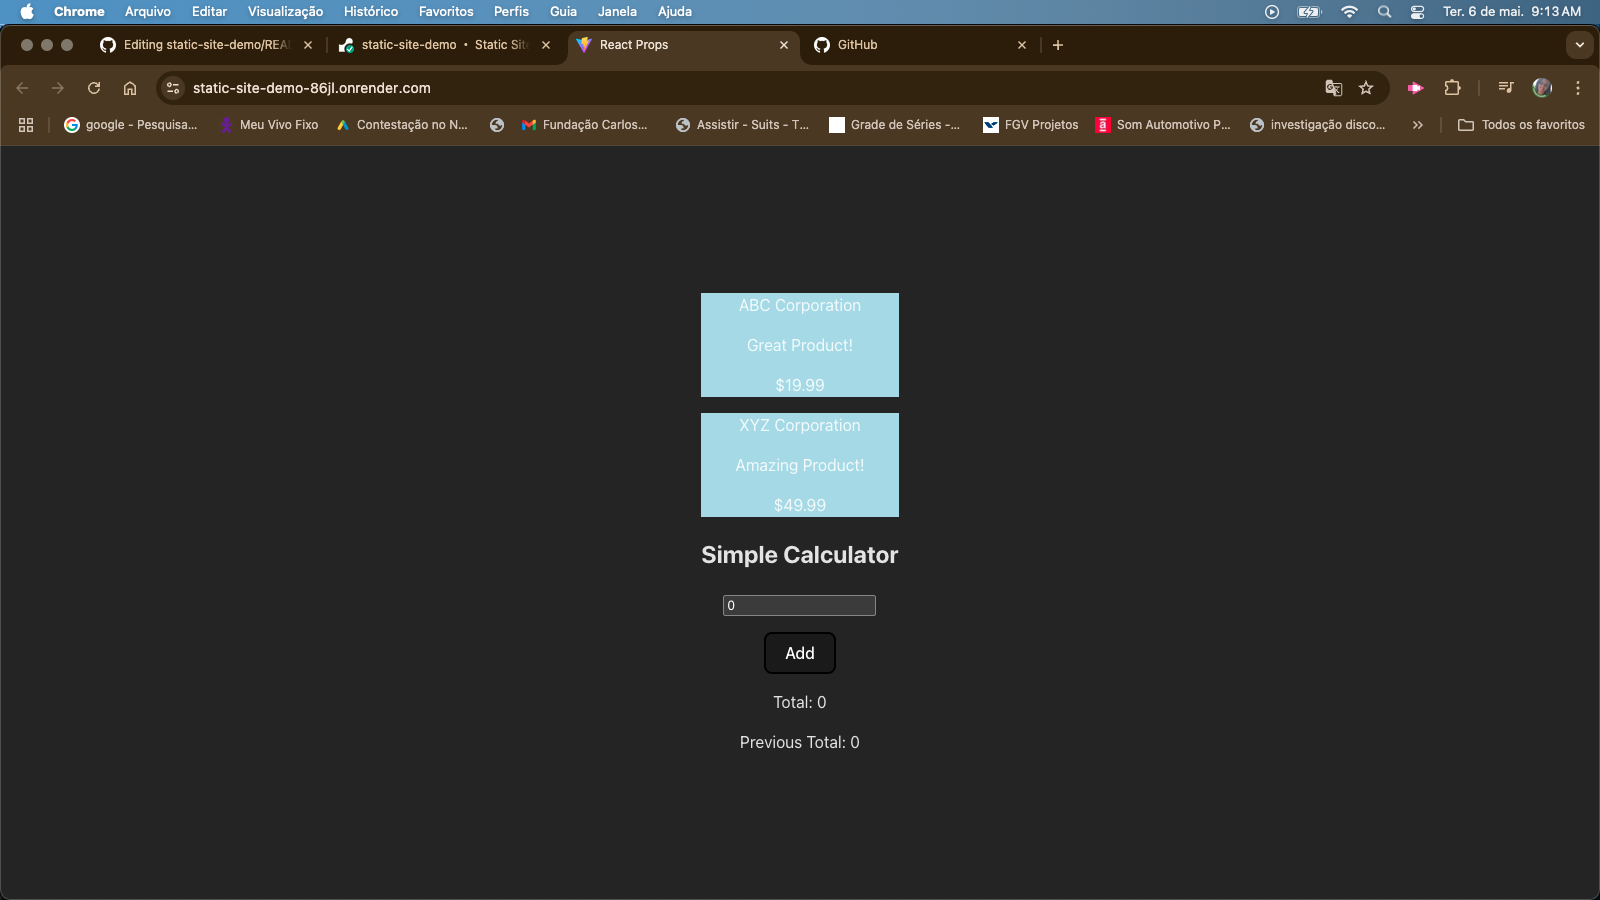 Chrome Arquivo Editar Visualização Histórico Favoritos Perfis Guia Janela Ajuda Ter. 6 de mai. 9:13 AM
Editing static-site-demo/REA static-site-demo • Static Site React Props GitHub
static-site-demo-86jl.onrender.com
google - Pesquisa... Meu Vivo Fixo Contestação no N... Fundação Carlos... Assistir - Suits - T... Grade de Séries -... FGV Projetos Som Automotivo P... investigação disco... Todos os favoritos
ABC Corporation
Great Product!
$19.99
XYZ Corporation
Amazing Product!
$49.99
Simple Calculator
0
Add
Total: 0
Previous Total: 0